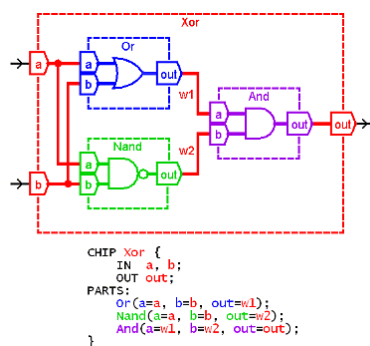 Xor
Or
a
a
out
b
w1
And
a
out
out
b
Nand
w2
a
out
b
b
CHIP Xor {
IN a, b;
OUT out;
PARTS:
Or(a=a, b=b, out=w1);
Nand(a=a, b=b, out=w2);
And(a=w1, b=w2, out=out);
}